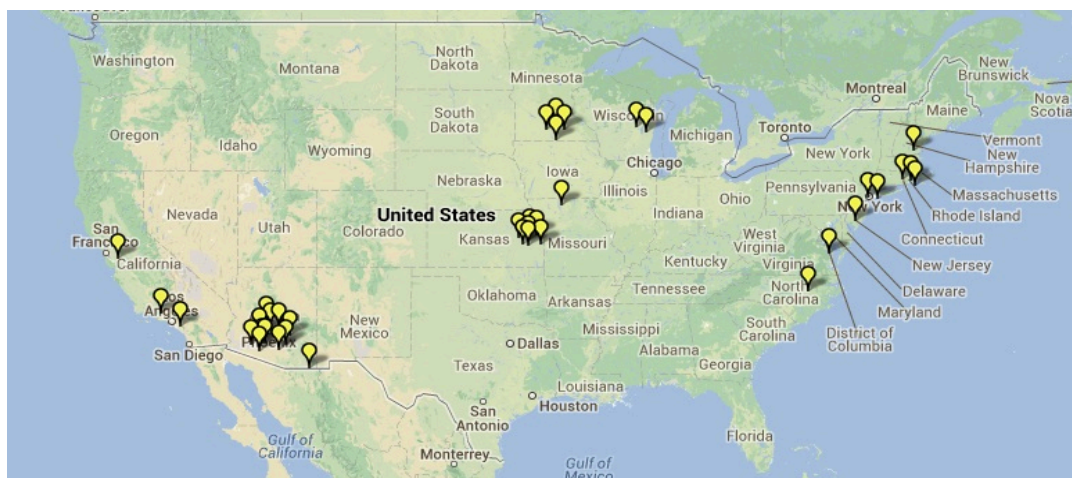 Washington
Montana
North
Dakota
Minnesota
Montreal
New
Brunswick
Maine
Nova
Scotia
Oregon
Idaho
Wyoming
South
Dakota
Michigan
Toronto
New York
Vermont
New
Hampshire
Chicago
Massachusetts
Nebraska
Iowa
Illinois
Indiana
Ohio
Pennsylvania
Rhode Island
Connecticut
Nevada
Utah
Colorado
United States
Kansas
Missouri
West
Virginia
Virginia
Kentucky
New Jersey
Delaware
Maryland
District of
Columbia
San
California
Oklahoma
Arkansas
Tennessee
North
Carolina
New
Mexico
Mississippi
South
Carolina
Alabama
Georgia
San Diego
Dallas
Texas
Louisiana
Houston
San
Antonio
Florida
Gulf of
California
Monterrey
Gulf of
Mexico